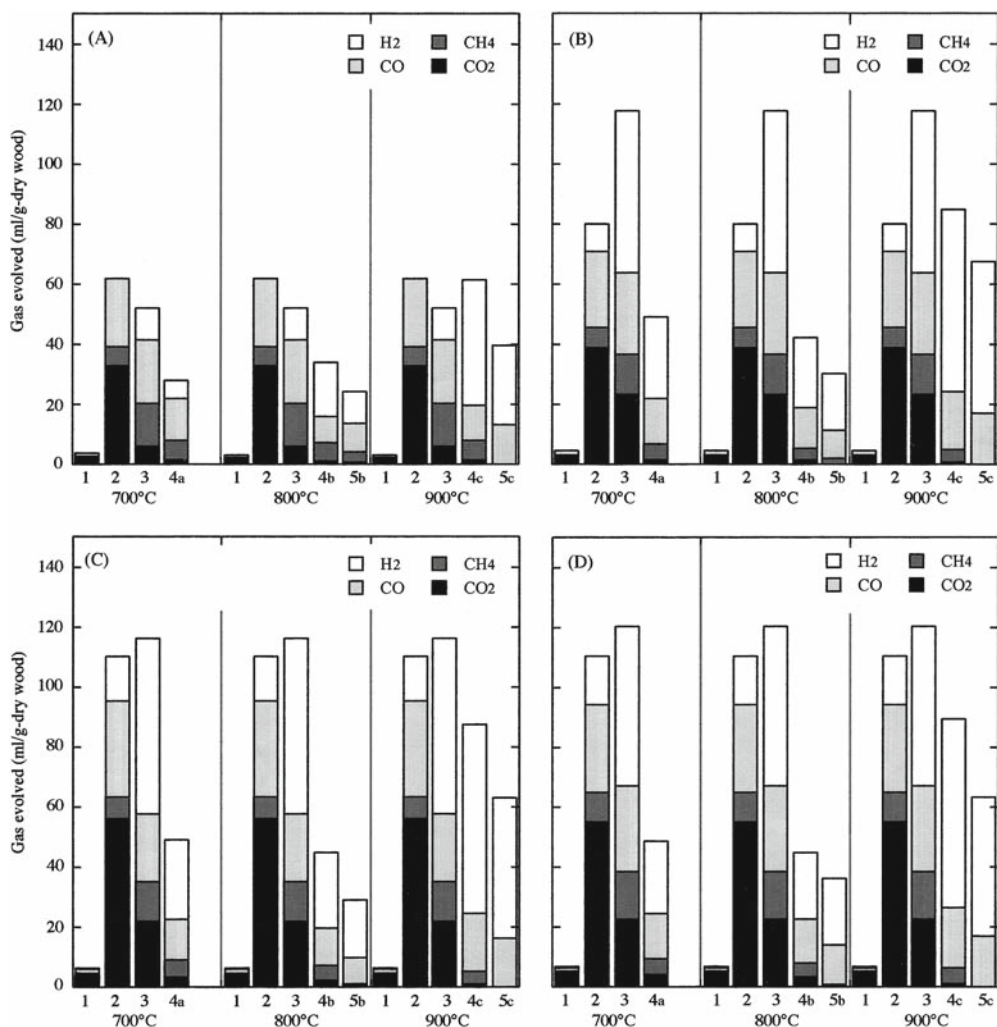 (A)
H2 CH4
CO CO2
(B)
H2 CH4
CO CO2
Gas evolved (ml/g-dry wood)
140
120
100
80
60
40
20
0
1 2 3 4a 1 2 3 4b 5b 1 2 3 4c 5c
700°C 800°C 900°C
1 2 3 4a 1 2 3 4b 5b 1 2 3 4c 5c
700°C 800°C 900°C
(C)
H2 CH4
CO CO2
(D)
H2 CH4
CO CO2
Gas evolved (ml/g-dry wood)
140
120
100
80
60
40
20
0
1 2 3 4a 1 2 3 4b 5b 1 2 3 4c 5c
700°C 800°C 900°C
1 2 3 4a 1 2 3 4b 5b 1 2 3 4c 5c
700°C 800°C 900°C